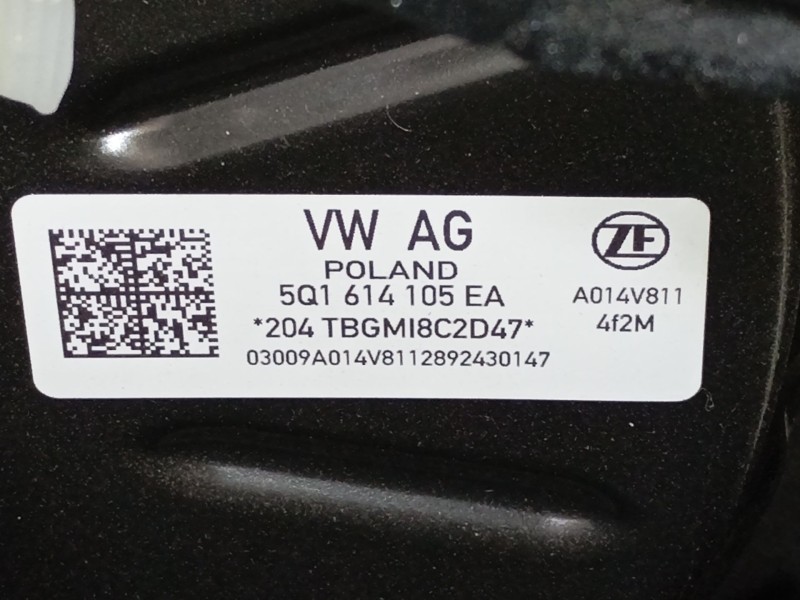 VW AG
POLAND
5Q1 614 105 EA
*204 TBGMI8C2D47*
03009A014V8112892430147
ZF
A014V811
4f2M